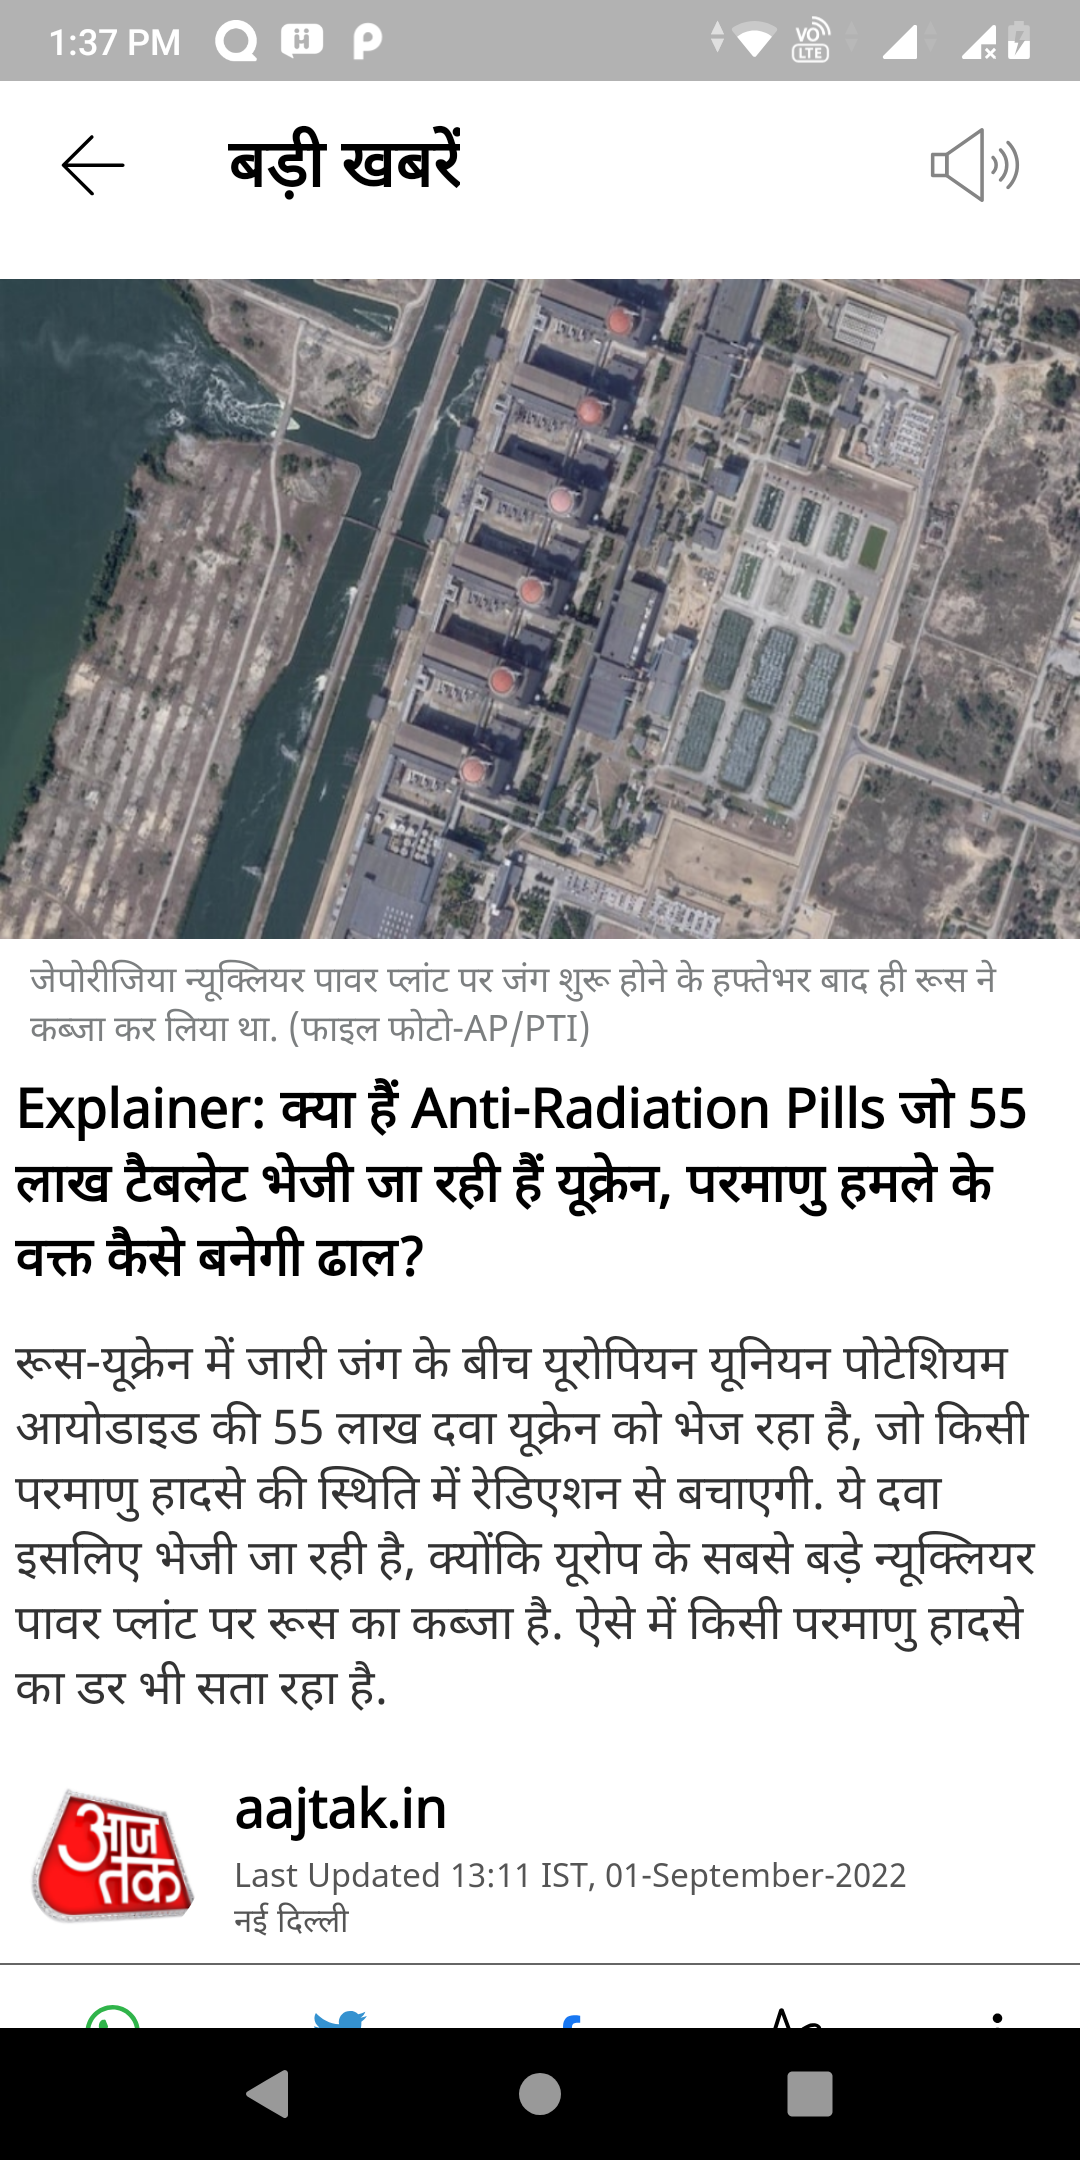 1:37 PM
VO
LTE
बड़ी खबरें
जेपोरीजिया न्यूक्लियर पावर प्लांट पर जंग शुरू होने के हफ्तेभर बाद ही रूस ने
कब्जा कर लिया था. (फाइल फोटो-AP/PTI)
Explainer: क्या हैं Anti-Radiation Pills जो 55
लाख टैबलेट भेजी जा रही हैं यूक्रेन, परमाणु हमले के
वक्त कैसे बनेगी ढाल?
रूस-यूक्रेन में जारी जंग के बीच यूरोपियन यूनियन पोटेशियम
आयोडाइड की 55 लाख दवा यूक्रेन को भेज रहा है, जो किसी
परमाणु हादसे की स्थिति में रेडिएशन से बचाएगी. ये दवा
इसलिए भेजी जा रही है, क्योंकि यूरोप के सबसे बड़े न्यूक्लियर
पावर प्लांट पर रूस का कब्जा है. ऐसे में किसी परमाणु हादसे
का डर भी सता रहा है.
आज
तक
aajtak.in
Last Updated 13:11 IST, 01-September-2022
नई दिल्ली